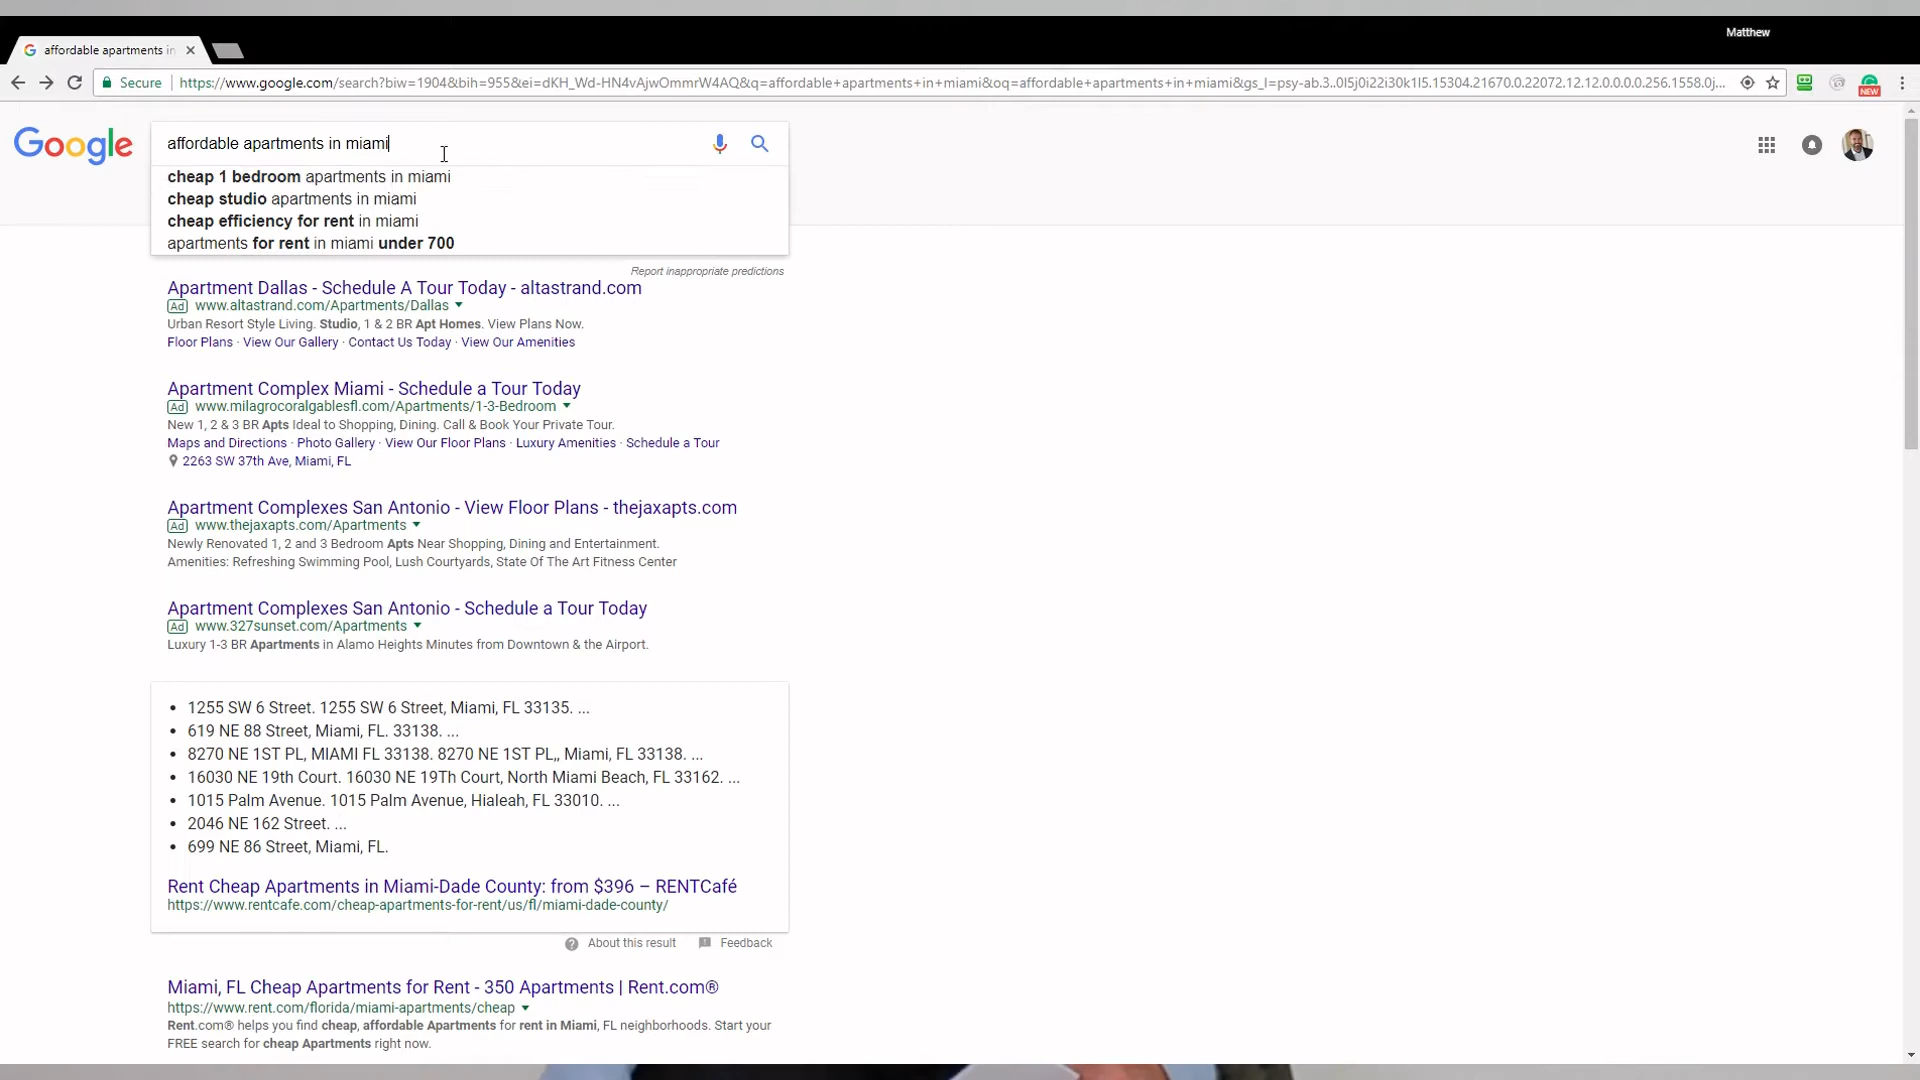 Matthew
affordable apartments in
Secure https://www.google.com/search?biw=1904&bih=955&ei=dKH_Wd-HN4vAjwOmmrW4AQ&q=affordable+apartments+in+miami&oq=affordable+apartments+in+miami&gs_l=psy-ab.3..0l5j0i22i30k1l5.15304.21670.0.22072.12.12.0.0.0.0.256.1558.0j...
NEW
Google
affordable apartments in miami
cheap 1 bedroom apartments in miami
cheap studio apartments in miami
cheap efficiency for rent in miami
apartments for rent in miami under 700
Report inappropriate predictions
Apartment Dallas - Schedule A Tour Today - altastrand.com
Ad www.altastrand.com/Apartments/Dallas
Urban Resort Style Living. Studio, 1 & 2 BR Apt Homes. View Plans Now.
Floor Plans · View Our Gallery · Contact Us Today · View Our Amenities
Apartment Complex Miami - Schedule a Tour Today
Ad www.milagrocoralgablesfl.com/Apartments/1-3-Bedroom
New 1, 2 & 3 BR Apts Ideal to Shopping, Dining. Call & Book Your Private Tour.
Maps and Directions · Photo Gallery · View Our Floor Plans · Luxury Amenities · Schedule a Tour
2263 SW 37th Ave, Miami, FL
Apartment Complexes San Antonio - View Floor Plans - thejaxapts.com
Ad www.thejaxapts.com/Apartments
Newly Renovated 1, 2 and 3 Bedroom Apts Near Shopping, Dining and Entertainment.
Amenities: Refreshing Swimming Pool, Lush Courtyards, State Of The Art Fitness Center
Apartment Complexes San Antonio - Schedule a Tour Today
Ad www.327sunset.com/Apartments
Luxury 1-3 BR Apartments in Alamo Heights Minutes from Downtown & the Airport.
• 1255 SW 6 Street. 1255 SW 6 Street, Miami, FL 33135. ...
• 619 NE 88 Street, Miami, FL. 33138. ...
• 8270 NE 1ST PL, MIAMI FL 33138. 8270 NE 1ST PL,, Miami, FL 33138. ...
• 16030 NE 19th Court. 16030 NE 19Th Court, North Miami Beach, FL 33162. ...
• 1015 Palm Avenue. 1015 Palm Avenue, Hialeah, FL 33010. ...
• 2046 NE 162 Street. ...
• 699 NE 86 Street, Miami, FL.
Rent Cheap Apartments in Miami-Dade County: from $396 – RENTCafé
https://www.rentcafe.com/cheap-apartments-for-rent/us/fl/miami-dade-county/
About this result Feedback
Miami, FL Cheap Apartments for Rent - 350 Apartments | Rent.com®
https://www.rent.com/florida/miami-apartments/cheap
Rent.com® helps you find cheap, affordable Apartments for rent in Miami, FL neighborhoods. Start your
FREE search for cheap Apartments right now.